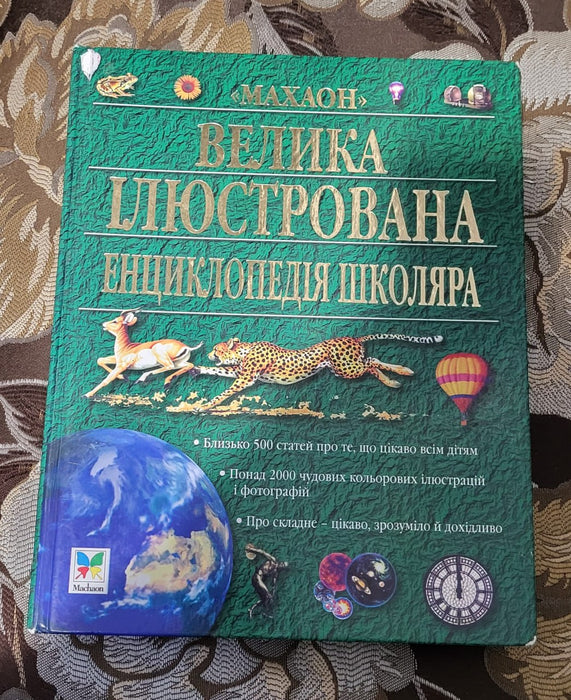 «МАХАОН»
ВЕЛИКА
ІЛЮСТРОВАНА
ЕНЦИКЛОПЕДІЯ ШКОЛЯРА
• Близько 500 статей про те, що цікаво всім дітям
• Понад 2000 чудових кольорових ілюстрацій
і фотографій
• Про складне – цікаво, зрозуміло й дохідливо
Machaon